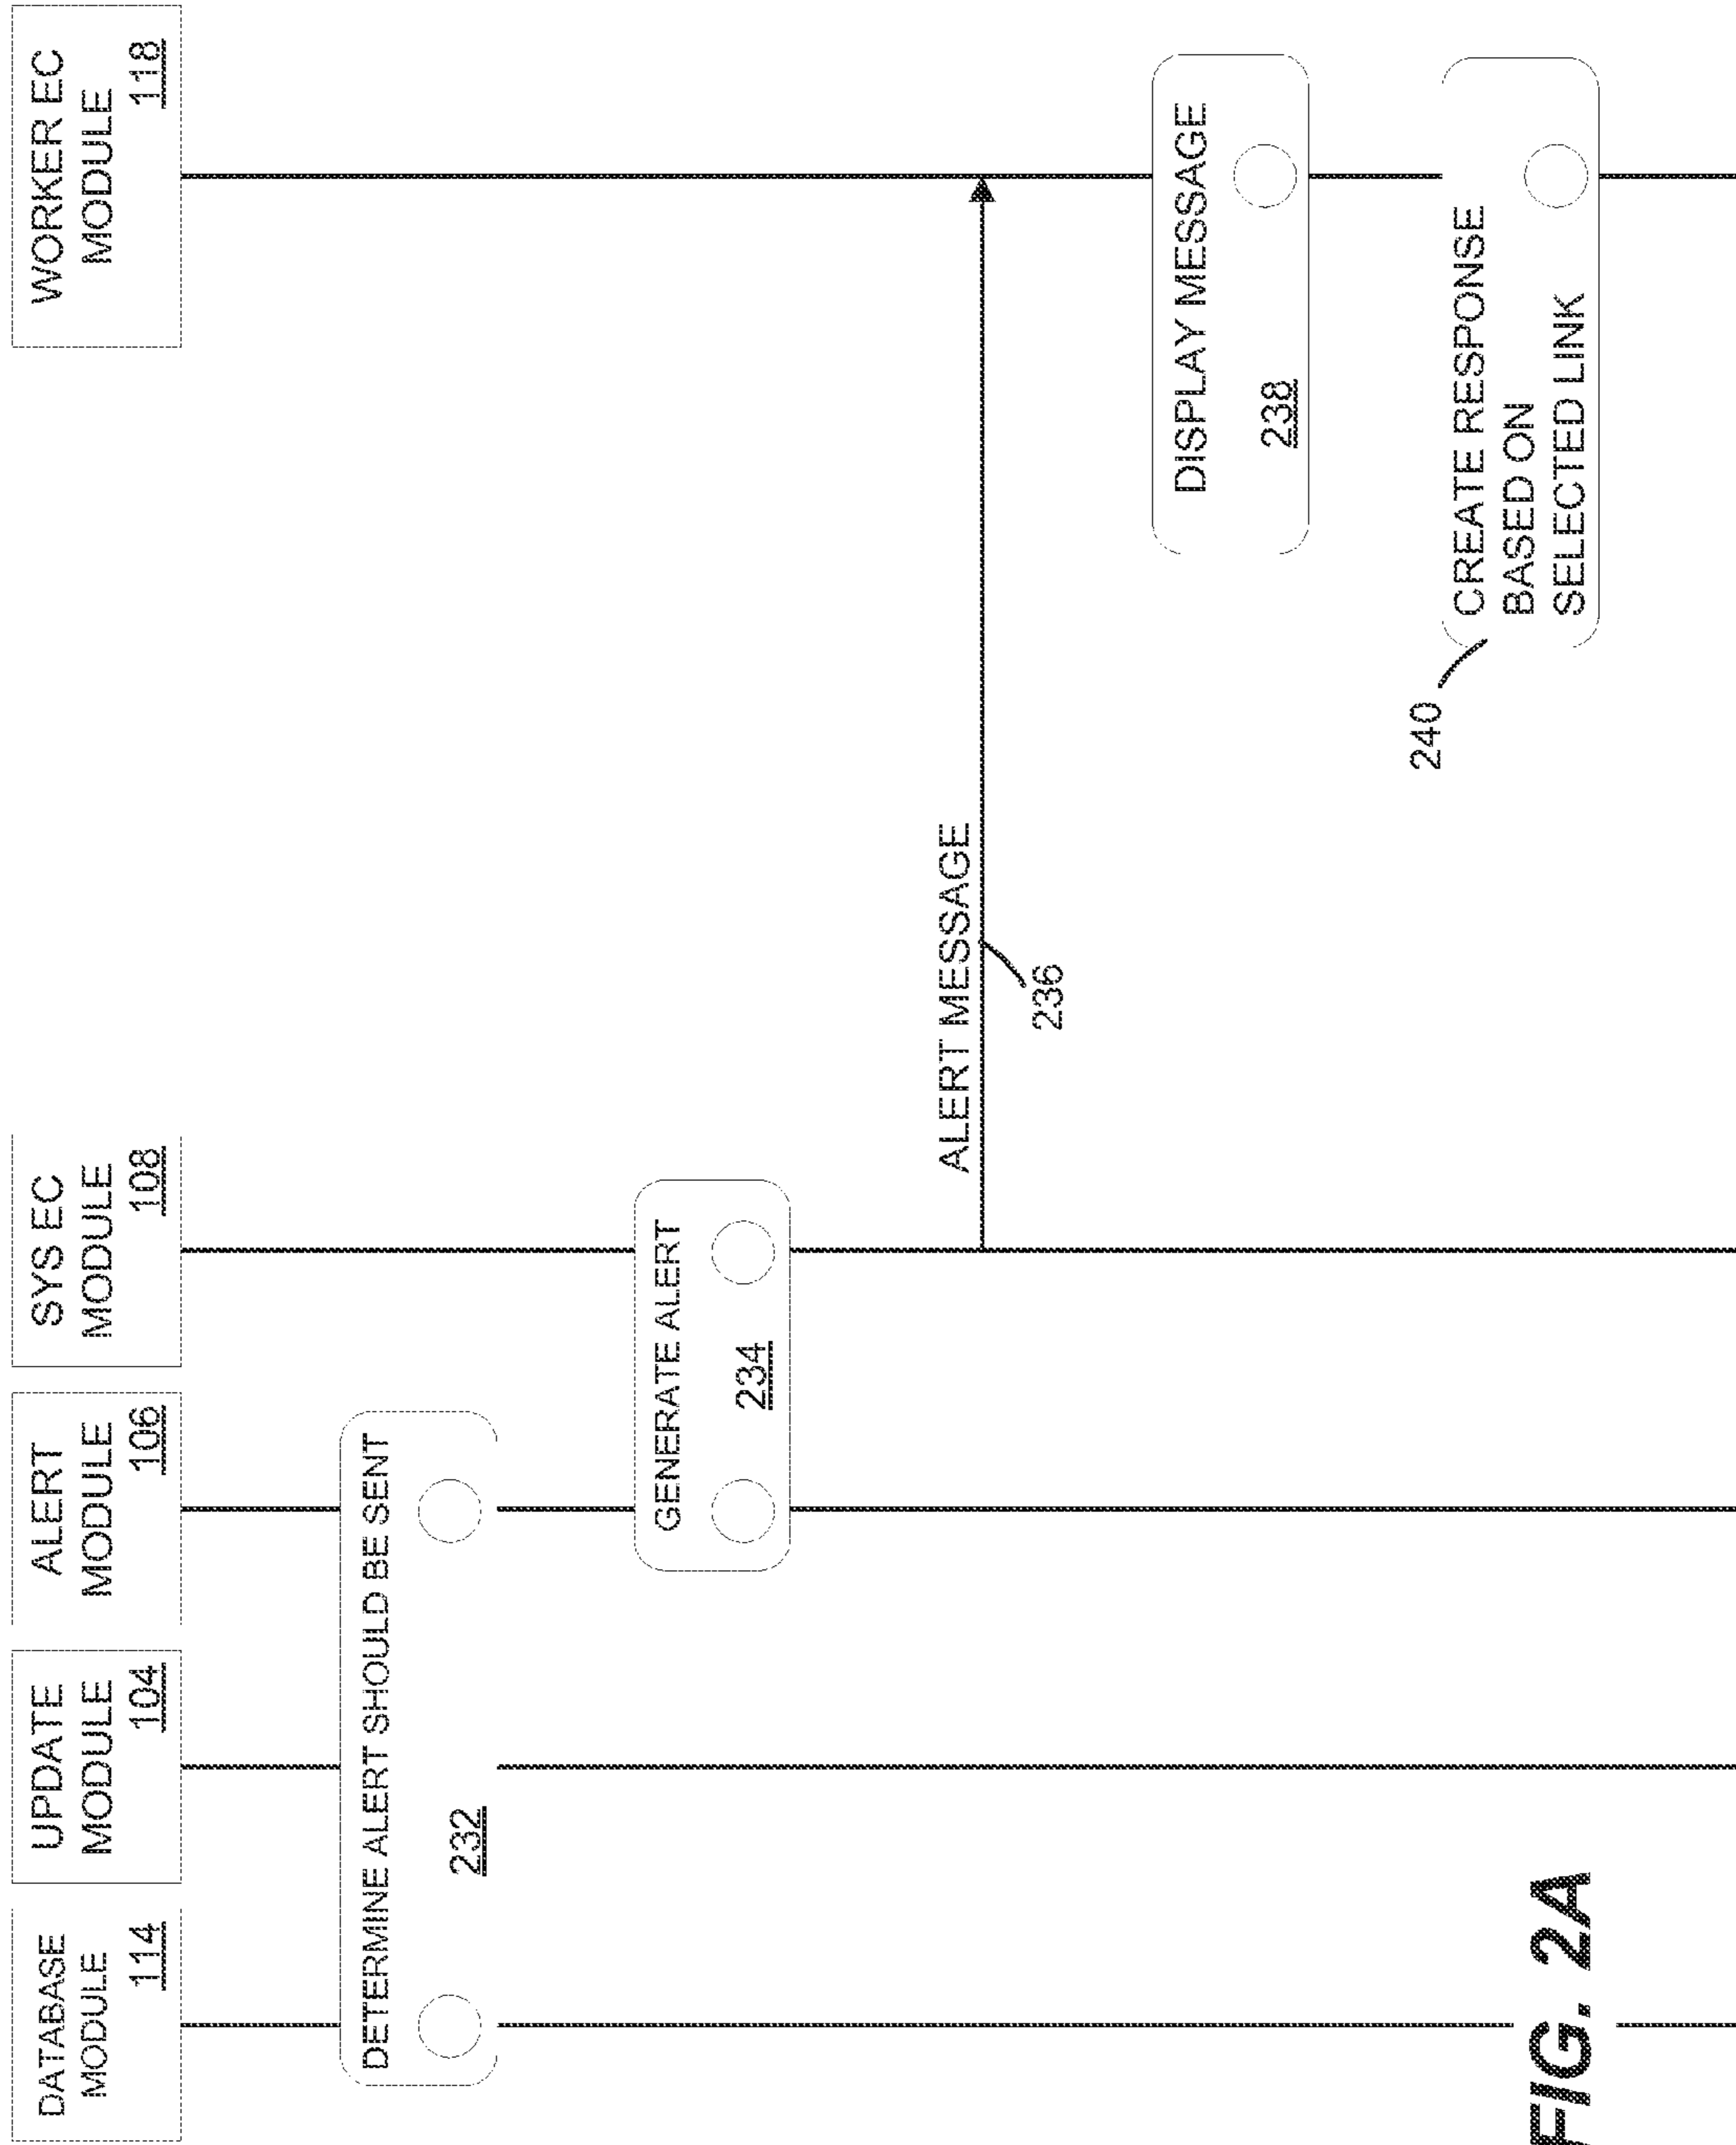 DATABASE
MODULE
114
UPDATE
MODULE
104
ALERT
MODULE
106
SYS EC
MODULE
108
WORKER EC
MODULE
118
DETERMINE ALERT SHOULD BE SENT
232
GENERATE ALERT
234
ALERT MESSAGE
236
DISPLAY MESSAGE
238
240
CREATE RESPONSE
BASED ON
SELECTED LINK
FIG. 2A